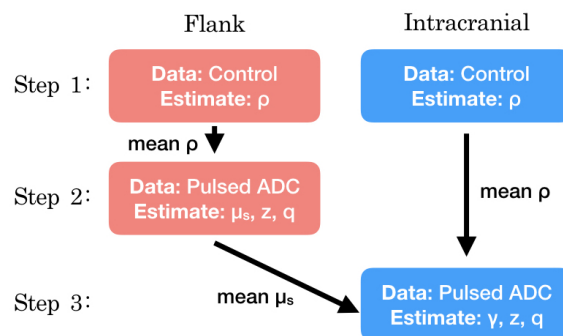 Flank
Intracranial
Step 1:
Data: Control
Estimate: ρ
Data: Control
Estimate: ρ
mean ρ
Step 2:
Data: Pulsed ADC
Estimate: μₛ, z, q
mean ρ
mean μₛ
Step 3:
Data: Pulsed ADC
Estimate: γ, z, q